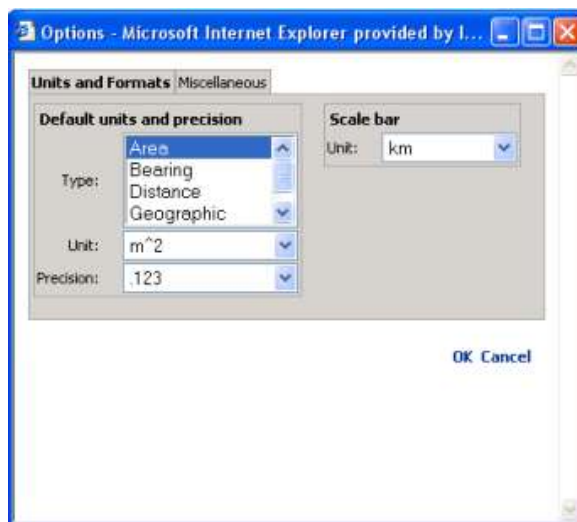 Options - Microsoft Internet Explorer provided by I...
Units and Formats Miscellaneous
Default units and precision
Type:
Area
Bearing
Distance
Geographic
Unit: m^2
Precision: .123
Scale bar
Unit: km
OK Cancel